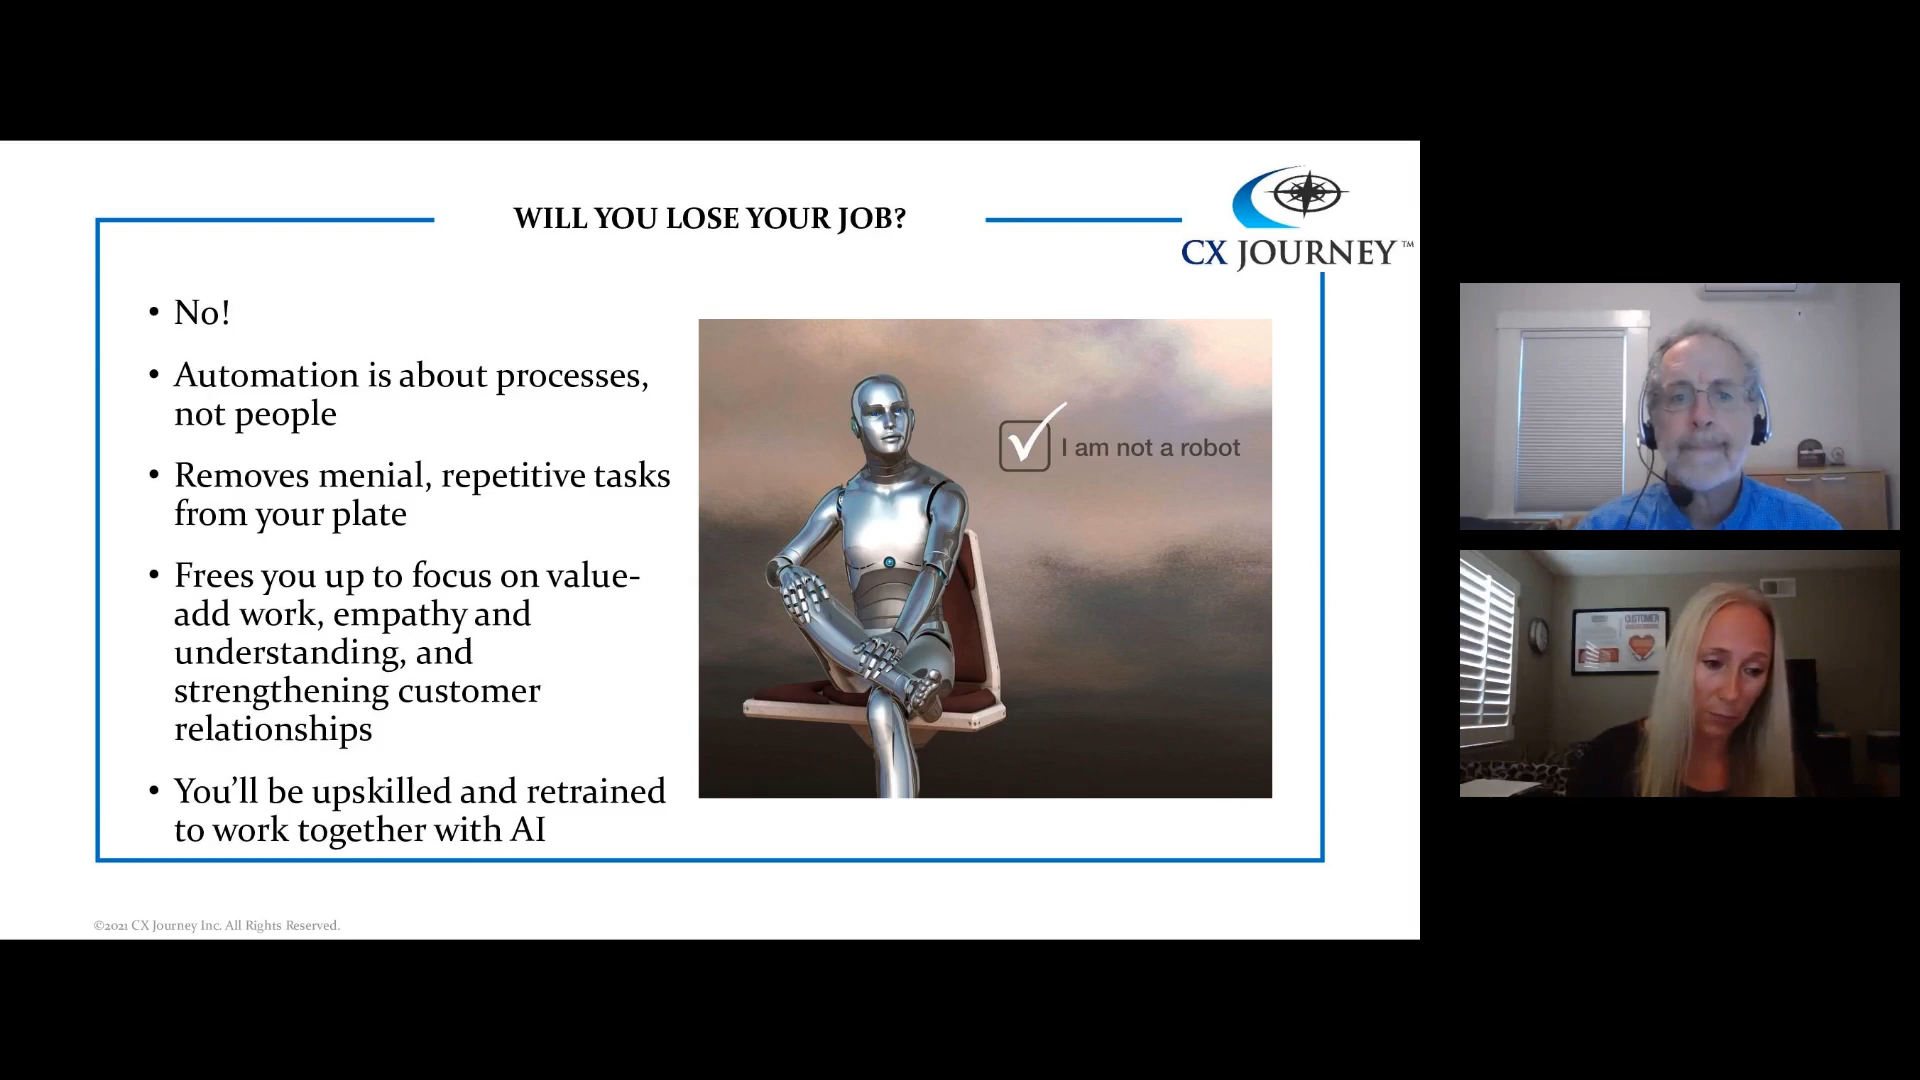 WILL YOU LOSE YOUR JOB?
CX JOURNEY™
• No!
• Automation is about processes,
not people
• Removes menial, repetitive tasks
from your plate
• Frees you up to focus on value-
add work, empathy and
understanding, and
strengthening customer
relationships
• You’ll be upskilled and retrained
to work together with AI
I am not a robot
©2021 CX Journey Inc. All Rights Reserved.
CUSTOMER